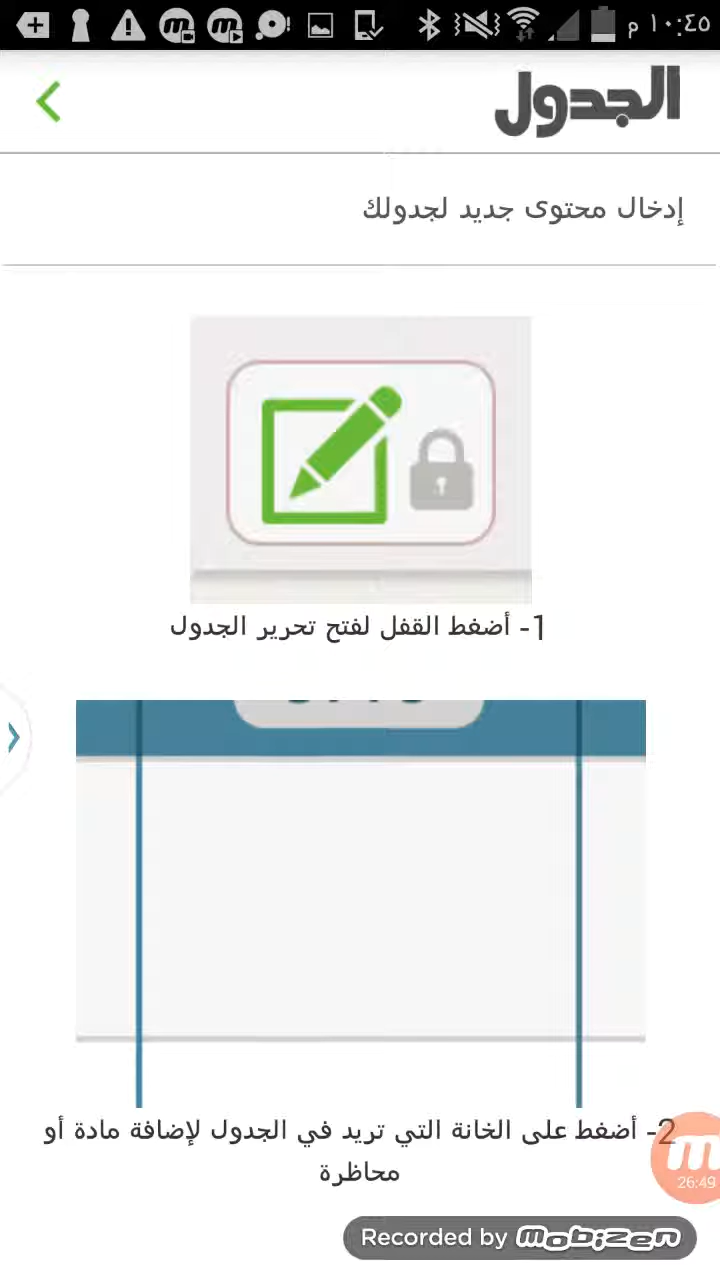 ١٠:٤٥ م
الجدول
إدخال محتوى جديد لجدولك
1- أضغط القفل لفتح تحرير الجدول
2- أضغط على الخانة التي تريد في الجدول لإضافة مادة أو
محاظرة
26:49
Recorded by mobizen